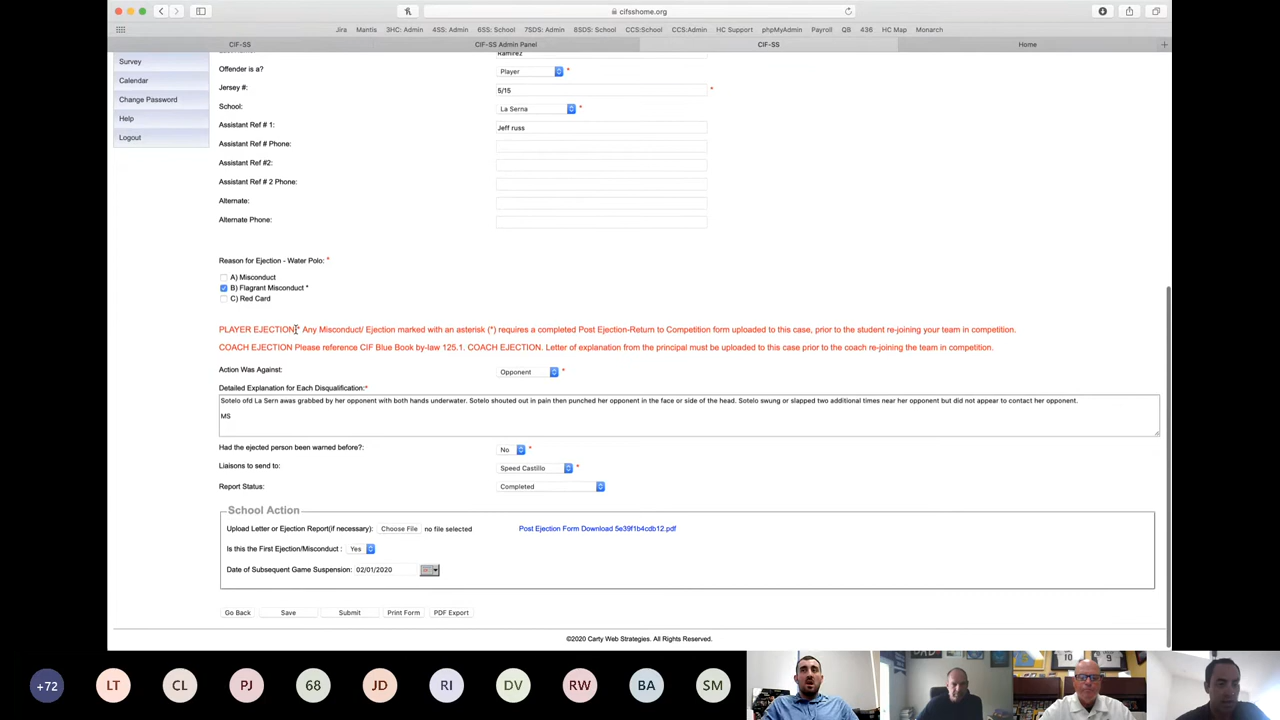 cifsshome.org
Jira Mantis 3HC: Admin 4SS: Admin 6SS: School 7SDS: Admin 8SDS: School CCS:School CCS:Admin HC Support phpMyAdmin Payroll QB 436 HC Map HC Monarch
CIF-SS CIF-SS Admin Panel CIF-SS Home
Survey
Calendar
Change Password
Help
Logout
Ramirez
Offender is a?: Player *
Jersey #: 5/15 *
School: La Serna *
Assistant Ref # 1: Jeff russ
Assistant Ref # Phone:
Assistant Ref #2:
Assistant Ref # 2 Phone:
Alternate:
Alternate Phone:
Reason for Ejection - Water Polo: *
A) Misconduct
B) Flagrant Misconduct *
C) Red Card
PLAYER EJECTION* Any Misconduct/ Ejection marked with an asterisk (*) requires a completed Post Ejection-Return to Competition form uploaded to this case, prior to the student re-joining your team in competition.
COACH EJECTION Please reference CIF Blue Book by-law 125.1. COACH EJECTION. Letter of explanation from the principal must be uploaded to this case prior to the coach re-joining the team in competition.
Action Was Against: Opponent *
Detailed Explanation for Each Disqualification:*
Sotelo ofd La Sern awas grabbed by her opponent with both hands underwater. Sotelo shouted out in pain then punched her opponent in the face or side of the head. Sotelo swung or slapped two additional times near her opponent but did not appear to contact her opponent.
MS
Had the ejected person been warned before?: No *
Liaisons to send to: Speed Castillo *
Report Status: Completed
School Action
Upload Letter or Ejection Report(if necessary): Choose File no file selected Post Ejection Form Download 5e39f1b4cdb12.pdf
Is this the First Ejection/Misconduct : Yes
Date of Subsequent Game Suspension: 02/01/2020
Go Back Save Submit Print Form PDF Export
©2020 Carty Web Strategies. All Rights Reserved.
+72 LT CL PJ 68 JD RI DV RW BA SM